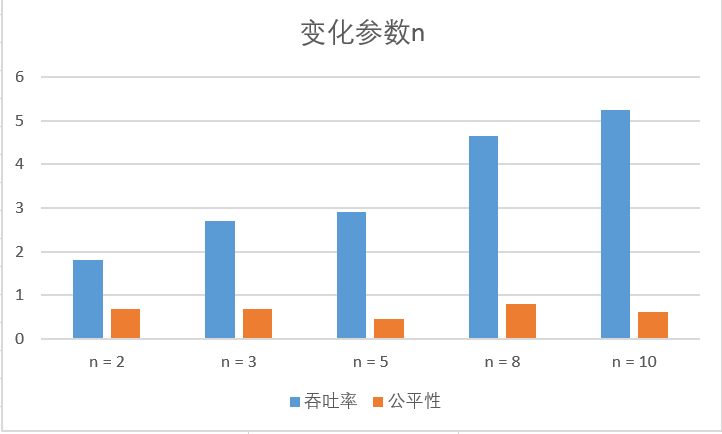 变化参数n
6
5
4
3
2
1
0
n = 2 n = 3 n = 5 n = 8 n = 10
吞吐率 公平性